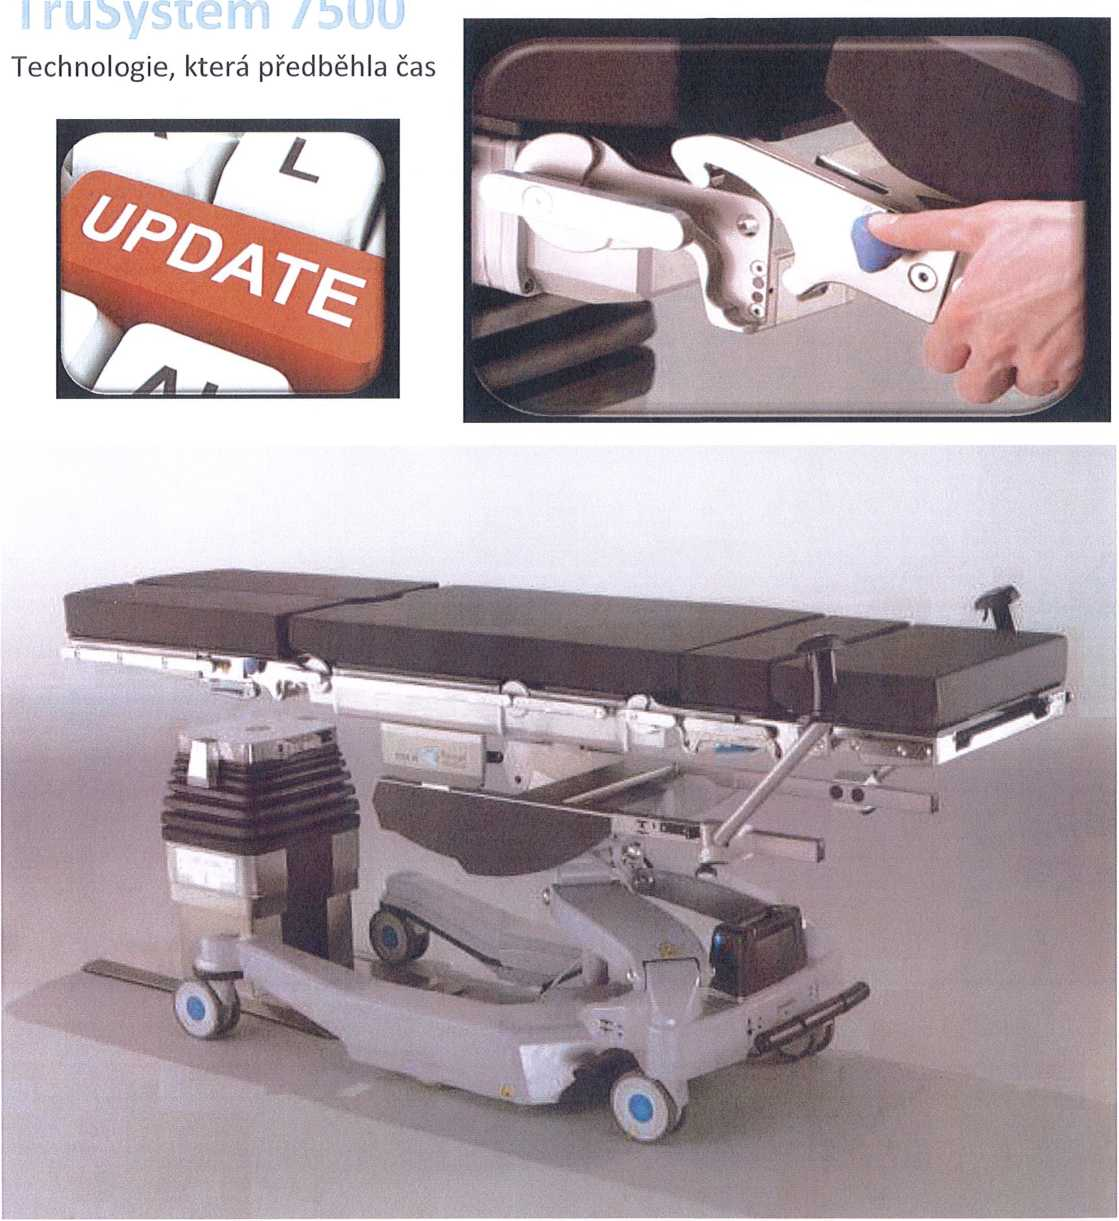 TruSystem 7500
Technologie, která předběhla čas
L
UPDATE